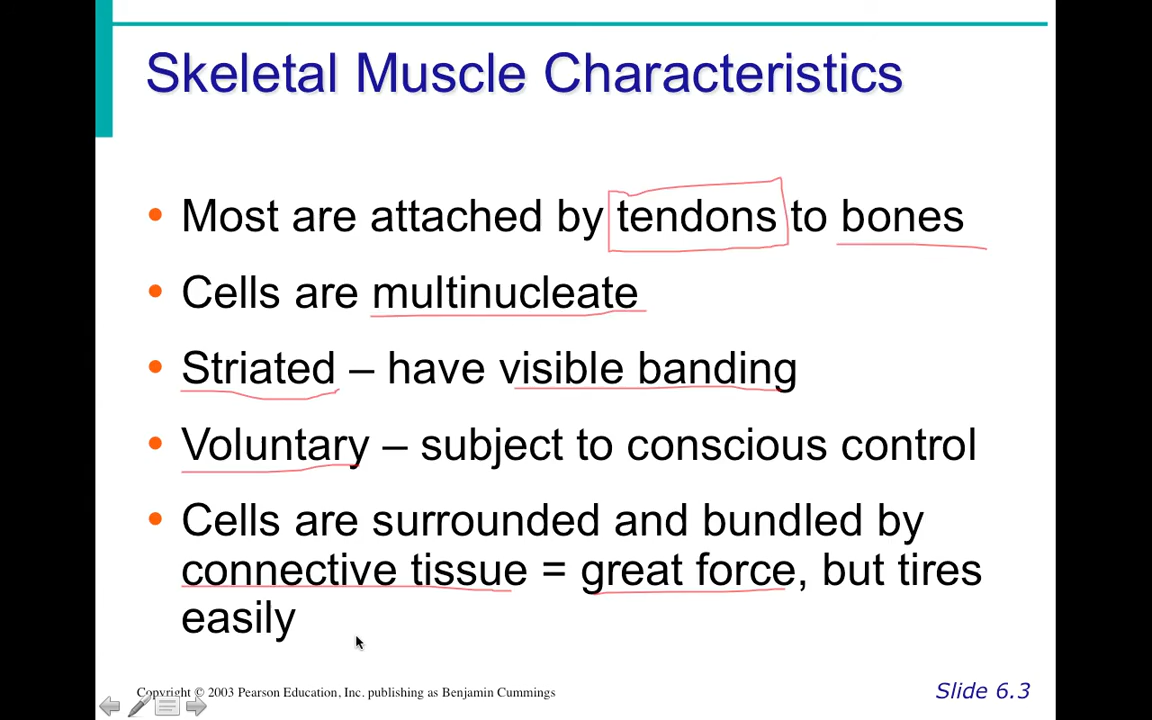 Skeletal Muscle Characteristics
• Most are attached by tendons to bones
• Cells are multinucleate
• Striated – have visible banding
• Voluntary – subject to conscious control
• Cells are surrounded and bundled by
connective tissue = great force, but tires
easily
Copyright © 2003 Pearson Education, Inc. publishing as Benjamin Cummings
Slide 6.3